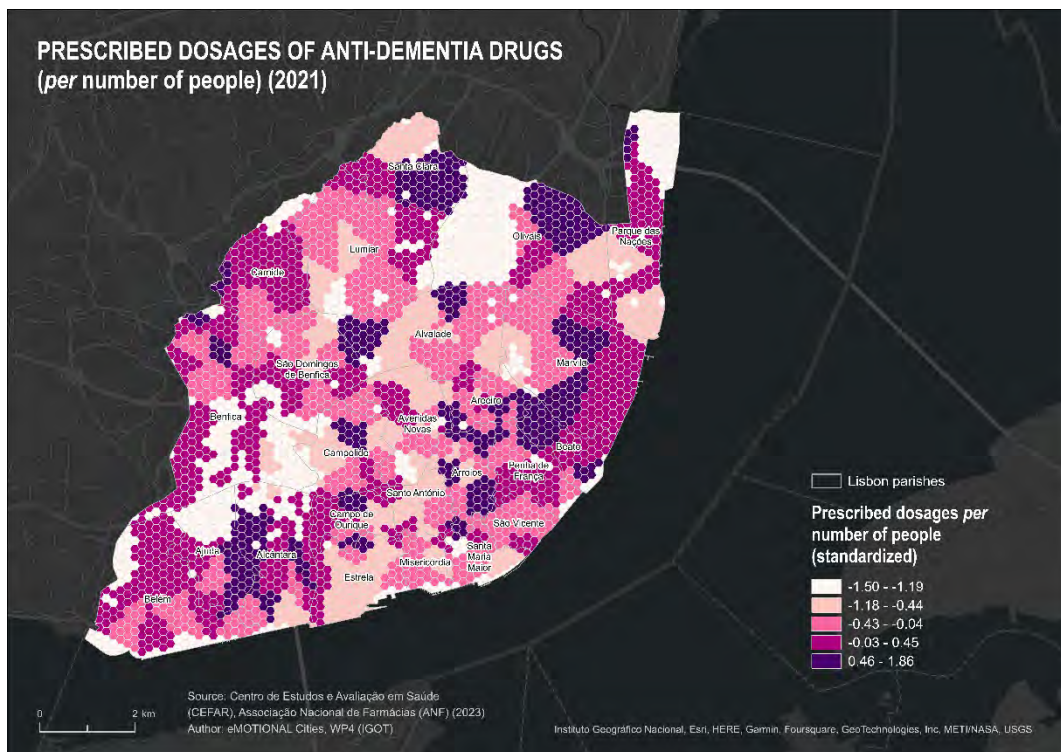 PRESCRIBED DOSAGES OF ANTI-DEMENTIA DRUGS
(per number of people) (2021)
Santa Clara
Olivais
Parque das
Nações
Lumiar
Carnide
Alvalade
São Domingos
de Benfica
Marvila
Areeiro
Benfica
Avenidas
Novas
Beato
Campolide
Arroios
Penha de
França
Santo António
Campo de
Ourique
São Vicente
Ajuda
Alcântara
Misericórdia
Santa
Maria
Maior
Estrela
Belém
Lisbon parishes
Prescribed dosages per
number of people
(standardized)
-1.50 - -1.19
-1.18 - -0.44
-0.43 - -0.04
-0.03 - 0.45
0.46 - 1.86
0 2 km
Source: Centro de Estudos e Avaliação em Saúde
(CEFAR), Associação Nacional de Farmácias (ANF) (2023)
Author: eMOTIONAL Cities, WP4 (IGOT)
Instituto Geográfico Nacional, Esri, HERE, Garmin, Foursquare, GeoTechnologies, Inc, METI/NASA, USGS